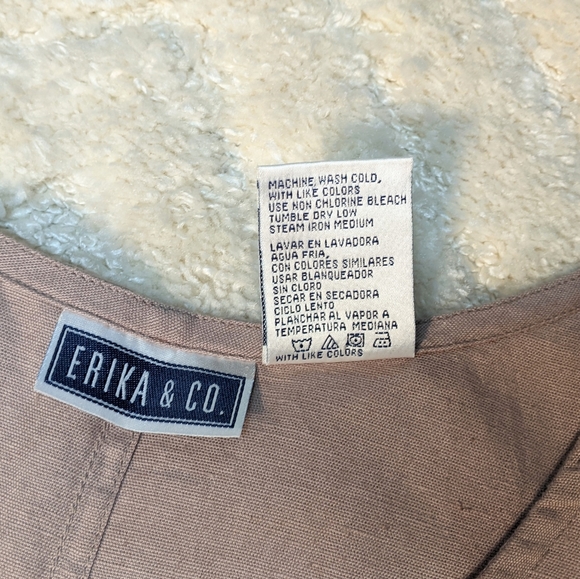 MACHINE WASH COLD,
WITH LIKE COLORS
USE NON CHLORINE BLEACH
TUMBLE DRY LOW
STEAM IRON MEDIUM
LAVAR EN LAVADORA
AGUA FRIA,
CON COLORES SIMILARES
USAR BLANQUEADOR
SIN CLORO
SECAR EN SECADORA
CICLO LENTO
PLANCHAR AL VAPOR A
TEMPERATURA MEDIANA
WITH LIKE COLORS
ERIKA & CO.